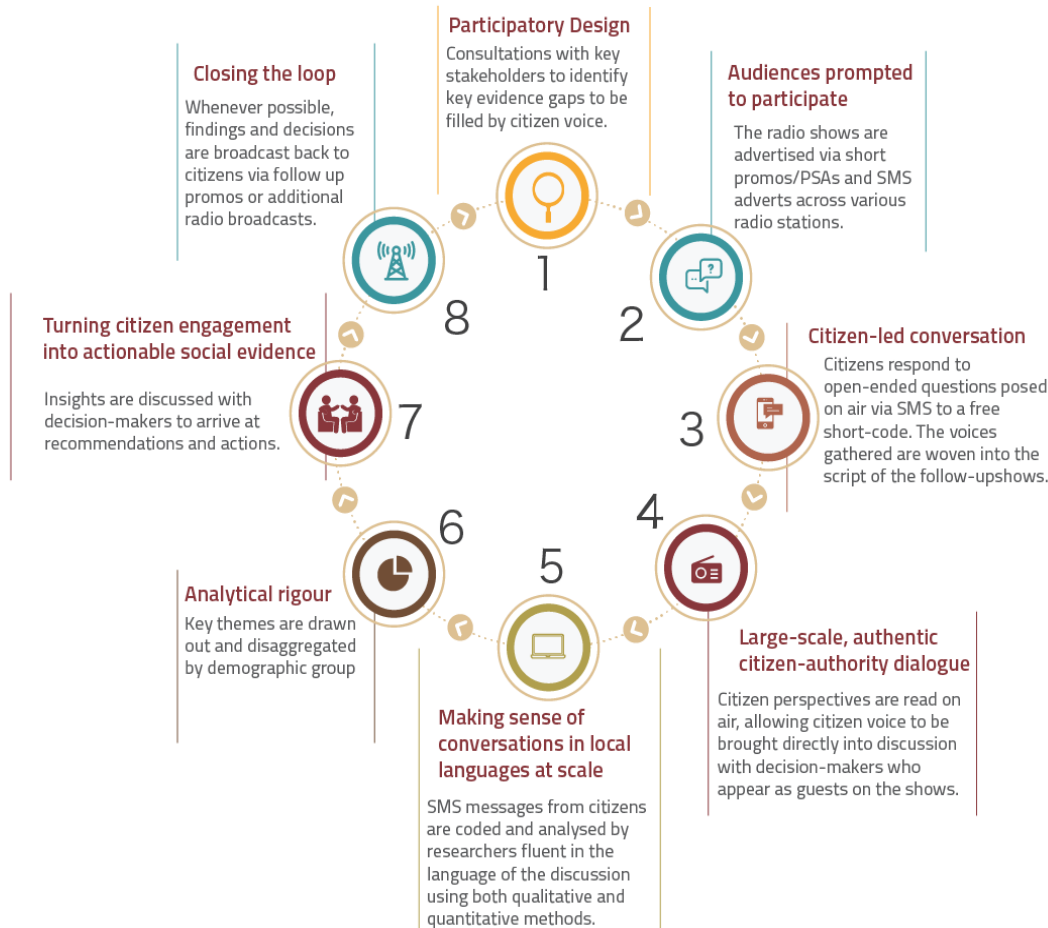 Participatory Design
Consultations with key
stakeholders to identify
key evidence gaps to be
filled by citizen voice.
1
Audiences prompted
to participate
The radio shows are
advertised via short
promos/PSAs and SMS
adverts across various
radio stations.
?
2
Citizen-led conversation
Citizens respond to
open-ended questions posed
on air via SMS to a free
short-code. The voices
gathered are woven into the
script of the follow-upshows.
3
4
Large-scale, authentic
citizen-authority dialogue
Citizen perspectives are read on
air, allowing citizen voice to be
brought directly into discussion
with decision-makers who
appear as guests on the shows.
5
Making sense of
conversations in local
languages at scale
SMS messages from citizens
are coded and analysed by
researchers fluent in the
language of the discussion
using both qualitative and
quantitative methods.
6
Analytical rigour
Key themes are drawn
out and disaggregated
by demographic group
7
Turning citizen engagement
into actionable social evidence
Insights are discussed with
decision-makers to arrive at
recommendations and actions.
8
Closing the loop
Whenever possible,
findings and decisions
are broadcast back to
citizens via follow up
promos or additional
radio broadcasts.